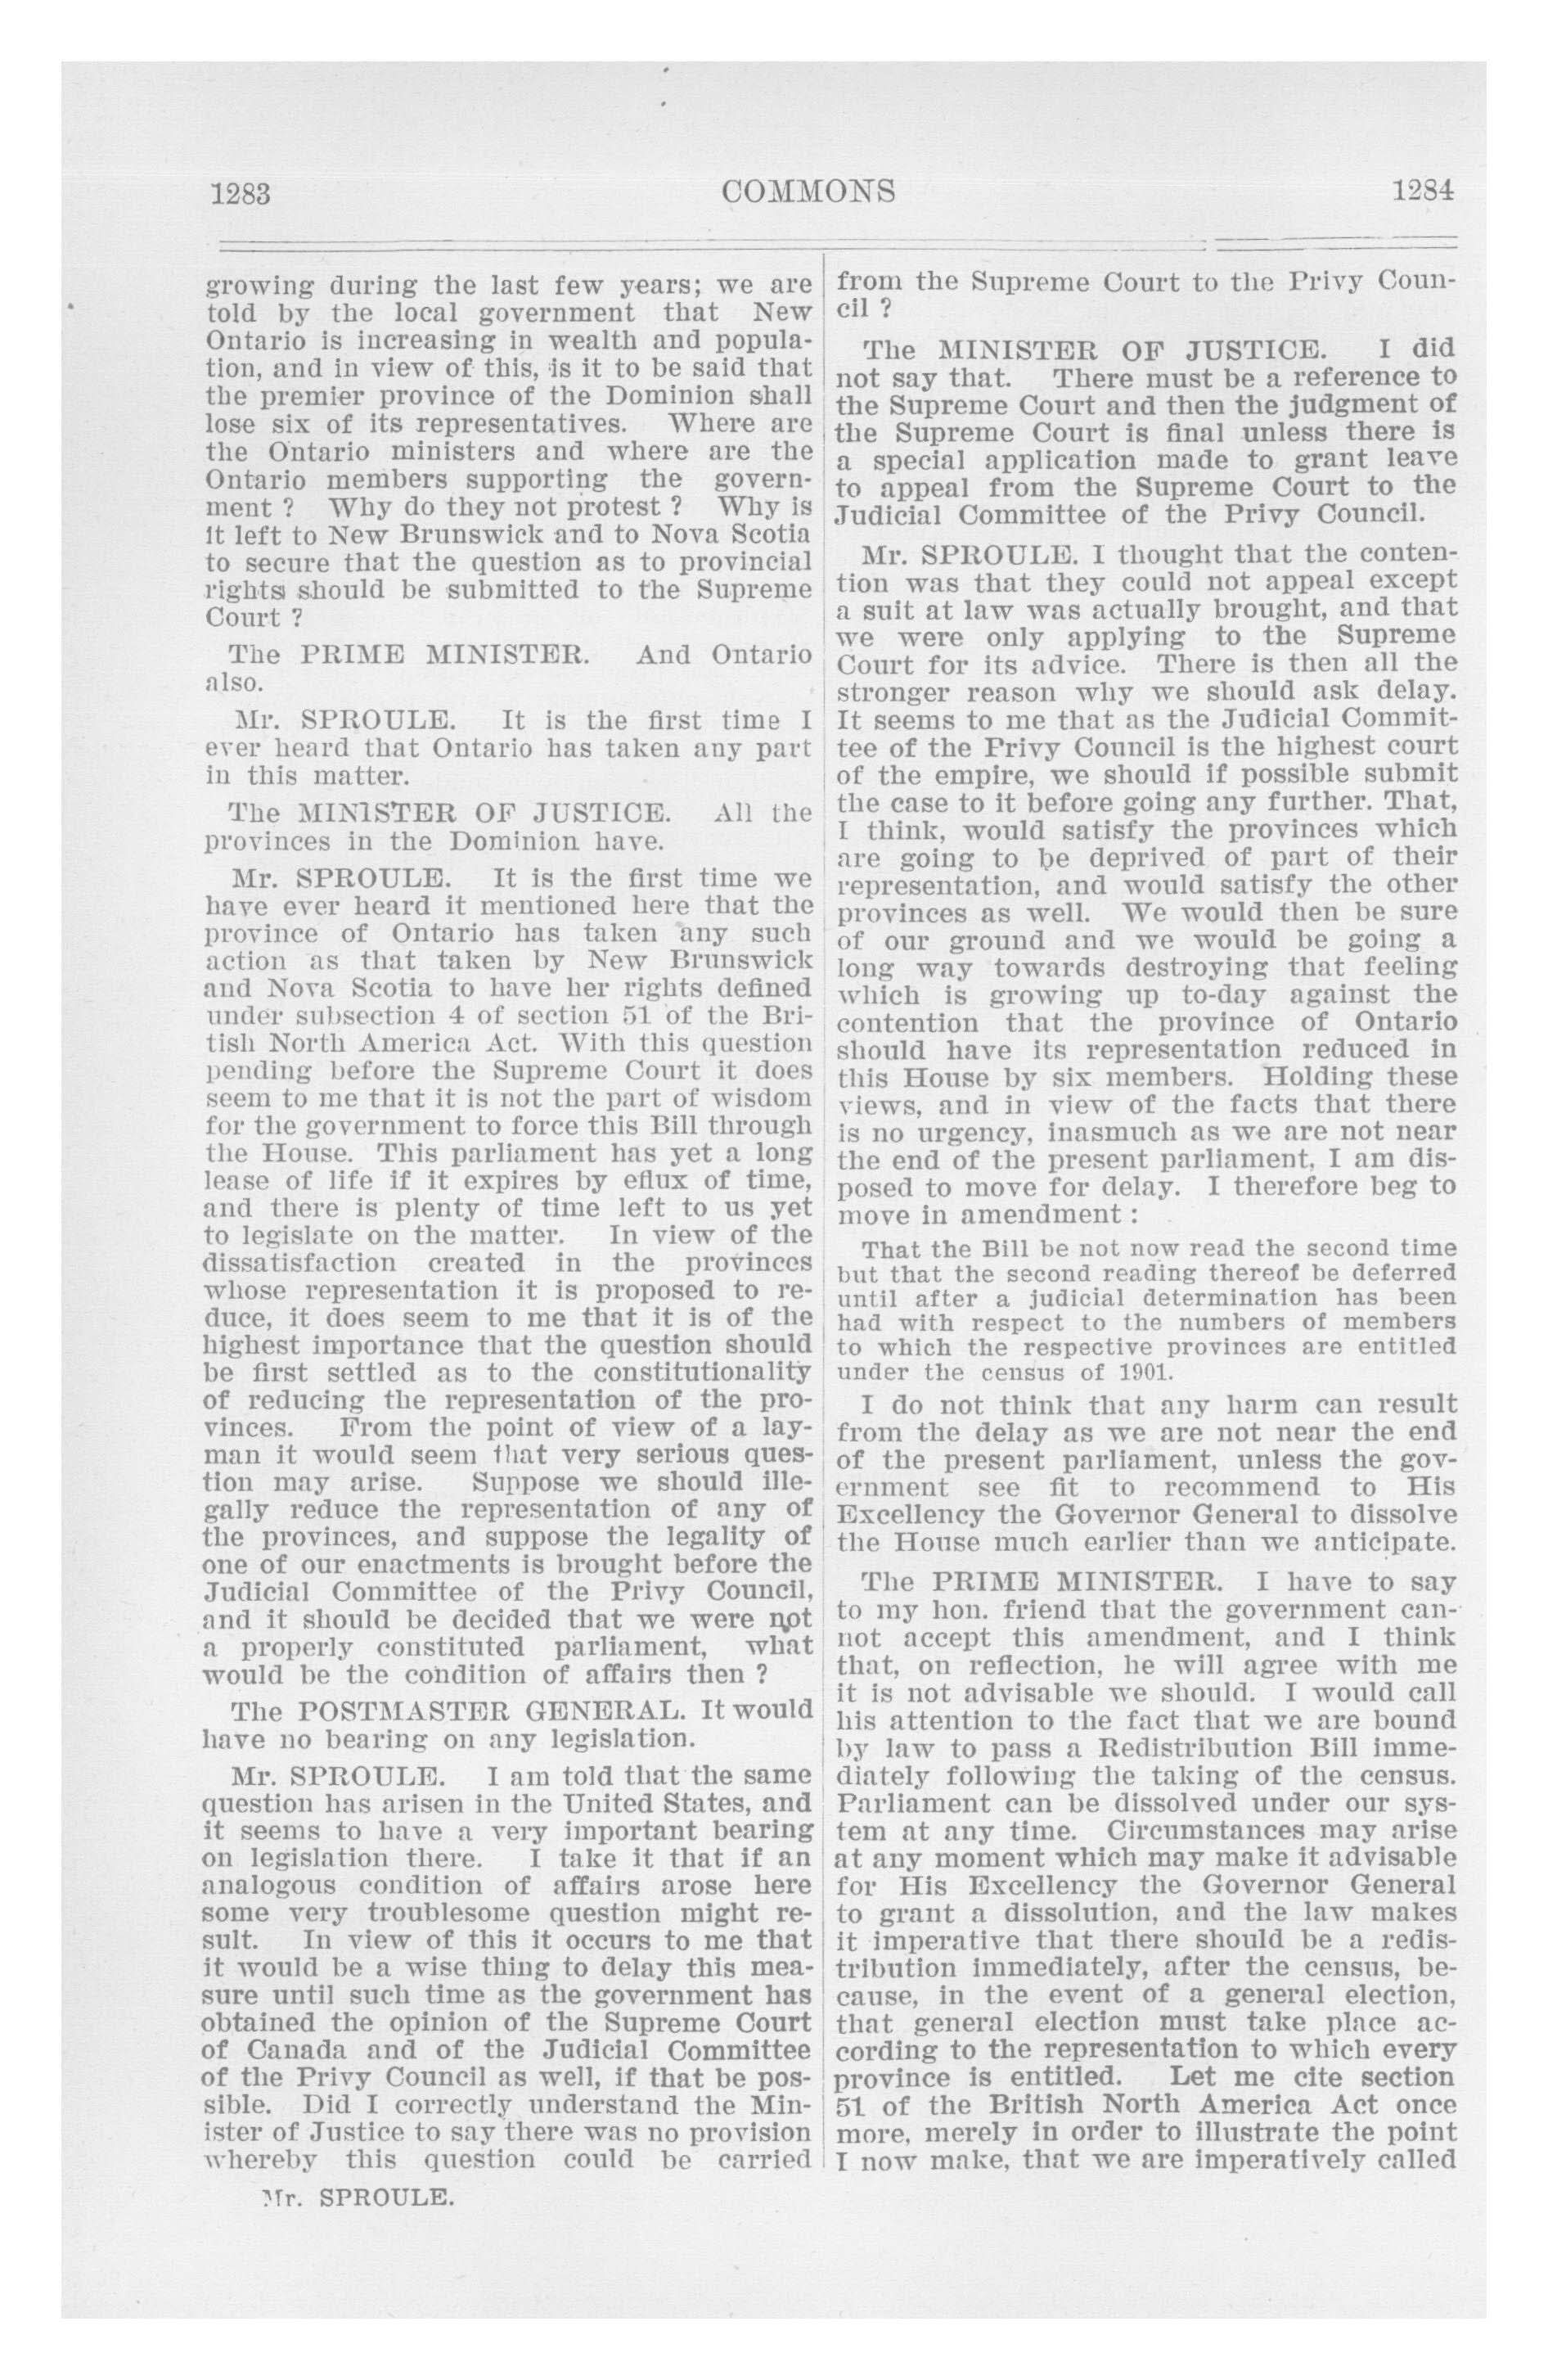 1283 COMMONS 1284
growing during the last few years; we are
told by the local government that New
Ontario is increasing in wealth and popula-
tion, and in view of this, is it to be said that
the premier province of the Dominion shall
lose six of its representatives. Where are
the Ontario ministers and where are the
Ontario members supporting the govern-
ment ? Why do they not protest ? Why is
it left to New Brunswick and to Nova Scotia
to secure that the question as to provincial
rights should be submitted to the Supreme
Court ?
The PRIME MINISTER. And Ontario
also.
Mr. SPROULE. It is the first time I
ever heard that Ontario has taken any part
in this matter.
The MINISTER OF JUSTICE. All the
provinces in the Dominion have.
Mr. SPROULE. It is the first time we
have ever heard it mentioned here that the
province of Ontario has taken any such
action as that taken by New Brunswick
and Nova Scotia to have her rights defined
under subsection 4 of section 51 of the Bri-
tish North America Act. With this question
pending before the Supreme Court it does
seem to me that it is not the part of wisdom
for the government to force this Bill through
the House. This parliament has yet a long
lease of life if it expires by eflux of time,
and there is plenty of time left to us yet
to legislate on the matter. In view of the
dissatisfaction created in the provinces
whose representation it is proposed to re-
duce, it does seem to me that it is of the
highest importance that the question should
be first settled as to the constitutionality
of reducing the representation of the pro-
vinces. From the point of view of a lay-
man it would seem that very serious ques-
tion may arise. Suppose we should ille-
gally reduce the representation of any of
the provinces, and suppose the legality of
one of our enactments is brought before the
Judicial Committee of the Privy Council,
and it should be decided that we were not
a properly constituted parliament, what
would be the condition of affairs then ?
The POSTMASTER GENERAL. It would
have no bearing on any legislation.
Mr. SPROULE. I am told that the same
question has arisen in the United States, and
it seems to have a very important bearing
on legislation there. I take it that if an
analogous condition of affairs arose here
some very troublesome question might re-
sult. In view of this it occurs to me that
it would be a wise thing to delay this mea-
sure until such time as the government has
obtained the opinion of the Supreme Court
of Canada and of the Judicial Committee
of the Privy Council as well, if that be pos-
sible. Did I correctly understand the Min-
ister of Justice to say there was no provision
whereby this question could be carried
Mr. SPROULE.
from the Supreme Court to the Privy Coun-
cil ?
The MINISTER OF JUSTICE. I did
not say that. There must be a reference to
the Supreme Court and then the judgment of
the Supreme Court is final unless there is
a special application made to grant leave
to appeal from the Supreme Court to the
Judicial Committee of the Privy Council.
Mr. SPROULE. I thought that the conten-
tion was that they could not appeal except
a suit at law was actually brought, and that
we were only applying to the Supreme
Court for its advice. There is then all the
stronger reason why we should ask delay.
It seems to me that as the Judicial Commit-
tee of the Privy Council is the highest court
of the empire, we should if possible submit
the case to it before going any further. That,
I think, would satisfy the provinces which
are going to be deprived of part of their
representation, and would satisfy the other
provinces as well. We would then be sure
of our ground and we would be going a
long way towards destroying that feeling
which is growing up to-day against the
contention that the province of Ontario
should have its representation reduced in
this House by six members. Holding these
views, and in view of the facts that there
is no urgency, inasmuch as we are not near
the end of the present parliament, I am dis-
posed to move for delay. I therefore beg to
move in amendment :
That the Bill be not now read the second time
but that the second reading thereof be deferred
until after a judicial determination has been
had with respect to the numbers of members
to which the respective provinces are entitled
under the census of 1901.
I do not think that any harm can result
from the delay as we are not near the end
of the present parliament, unless the gov-
ernment see fit to recommend to His
Excellency the Governor General to dissolve
the House much earlier than we anticipate.
The PRIME MINISTER. I have to say
to my hon. friend that the government can-
not accept this amendment, and I think
that, on reflection, he will agree with me
it is not advisable we should. I would call
his attention to the fact that we are bound
by law to pass a Redistribution Bill imme-
diately following the taking of the census.
Parliament can be dissolved under our sys-
tem at any time. Circumstances may arise
at any moment which may make it advisable
for His Excellency the Governor General
to grant a dissolution, and the law makes
it imperative that there should be a redis-
tribution immediately, after the census, be-
cause, in the event of a general election,
that general election must take place ac-
cording to the representation to which every
province is entitled. Let me cite section
51 of the British North America Act once
more, merely in order to illustrate the point
I now make, that we are imperatively called